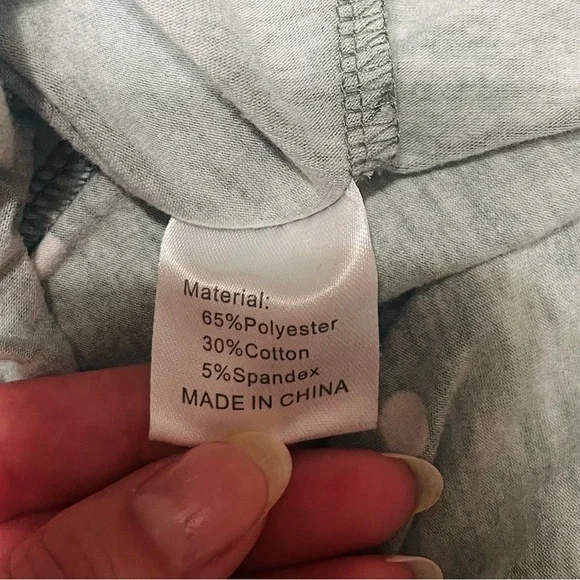 Material:
65%Polyester
30%Cotton
5%Spandex
MADE IN CHINA